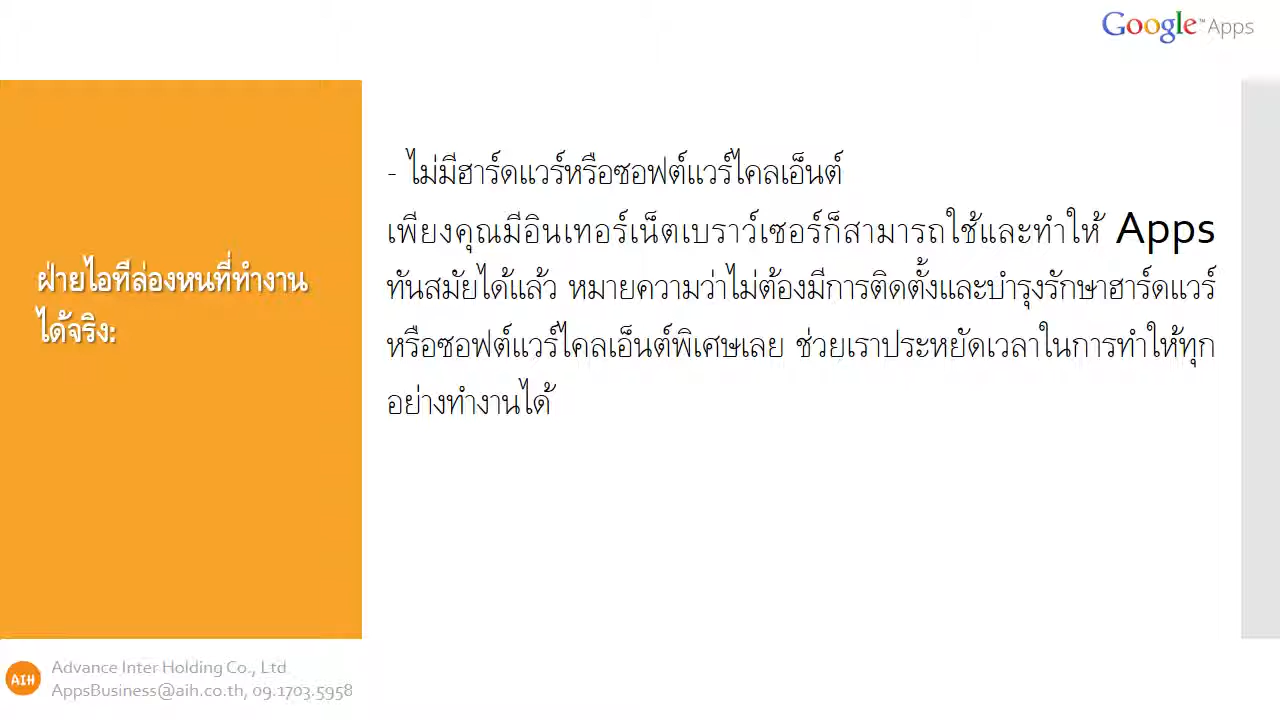 Google™ Apps
ฝ่ายไอทีล่องหนที่ทำงาน
ได้จริง:
- ไม่มีฮาร์ดแวร์หรือซอฟต์แวร์ไคลเอ็นต์
เพียงคุณมีอินเทอร์เน็ตเบราว์เซอร์ก็สามารถใช้และทำให้ Apps
ทันสมัยได้แล้ว หมายความว่าไม่ต้องมีการติดตั้งและบำรุงรักษาฮาร์ดแวร์
หรือซอฟต์แวร์ไคลเอ็นต์พิเศษเลย ช่วยเราประหยัดเวลาในการทำให้ทุก
อย่างทำงานได้
AIH
Advance Inter Holding Co., Ltd
AppsBusiness@aih.co.th, 09.1703.5958